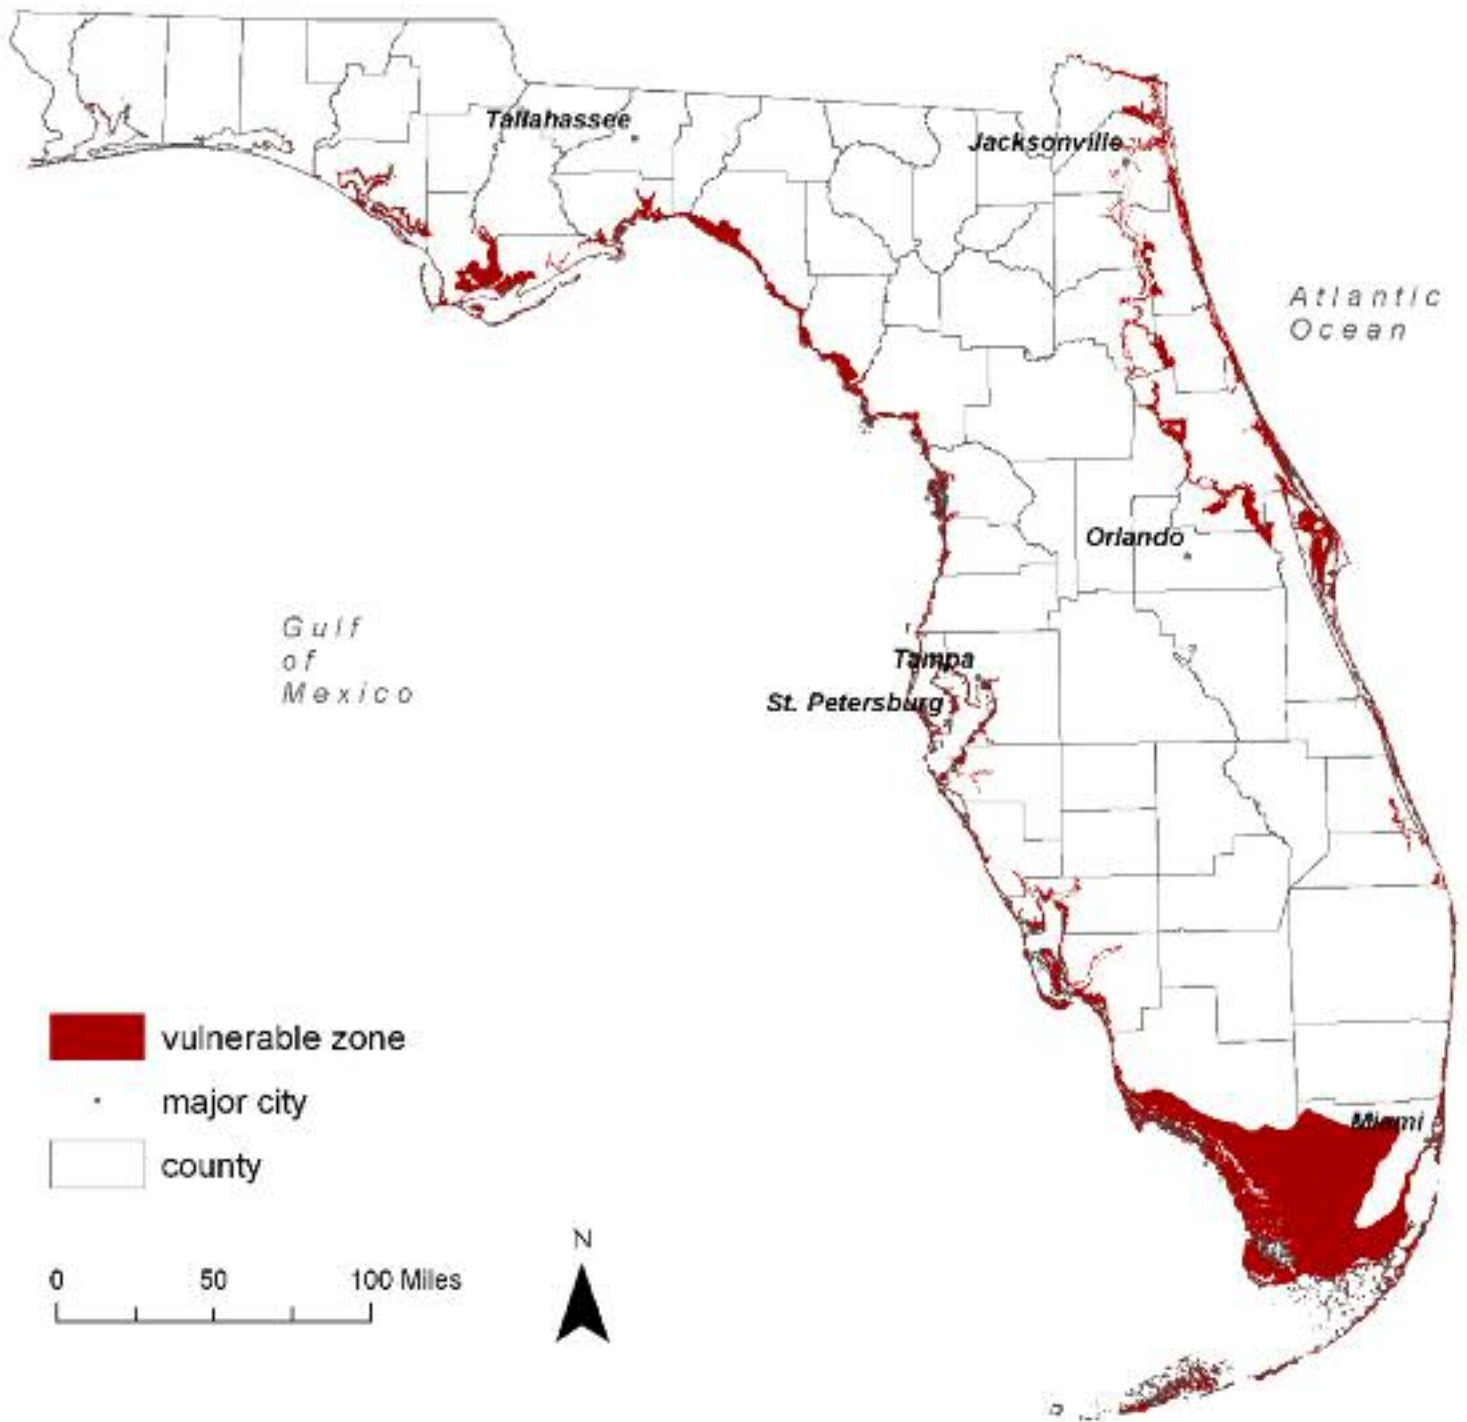 Tallahassee
Jacksonville
Atlantic
Ocean
Orlando
Gulf
of
Mexico
Tampa
St. Petersburg
vulnerable zone
major city
county
Miami
N
0 50 100 Miles